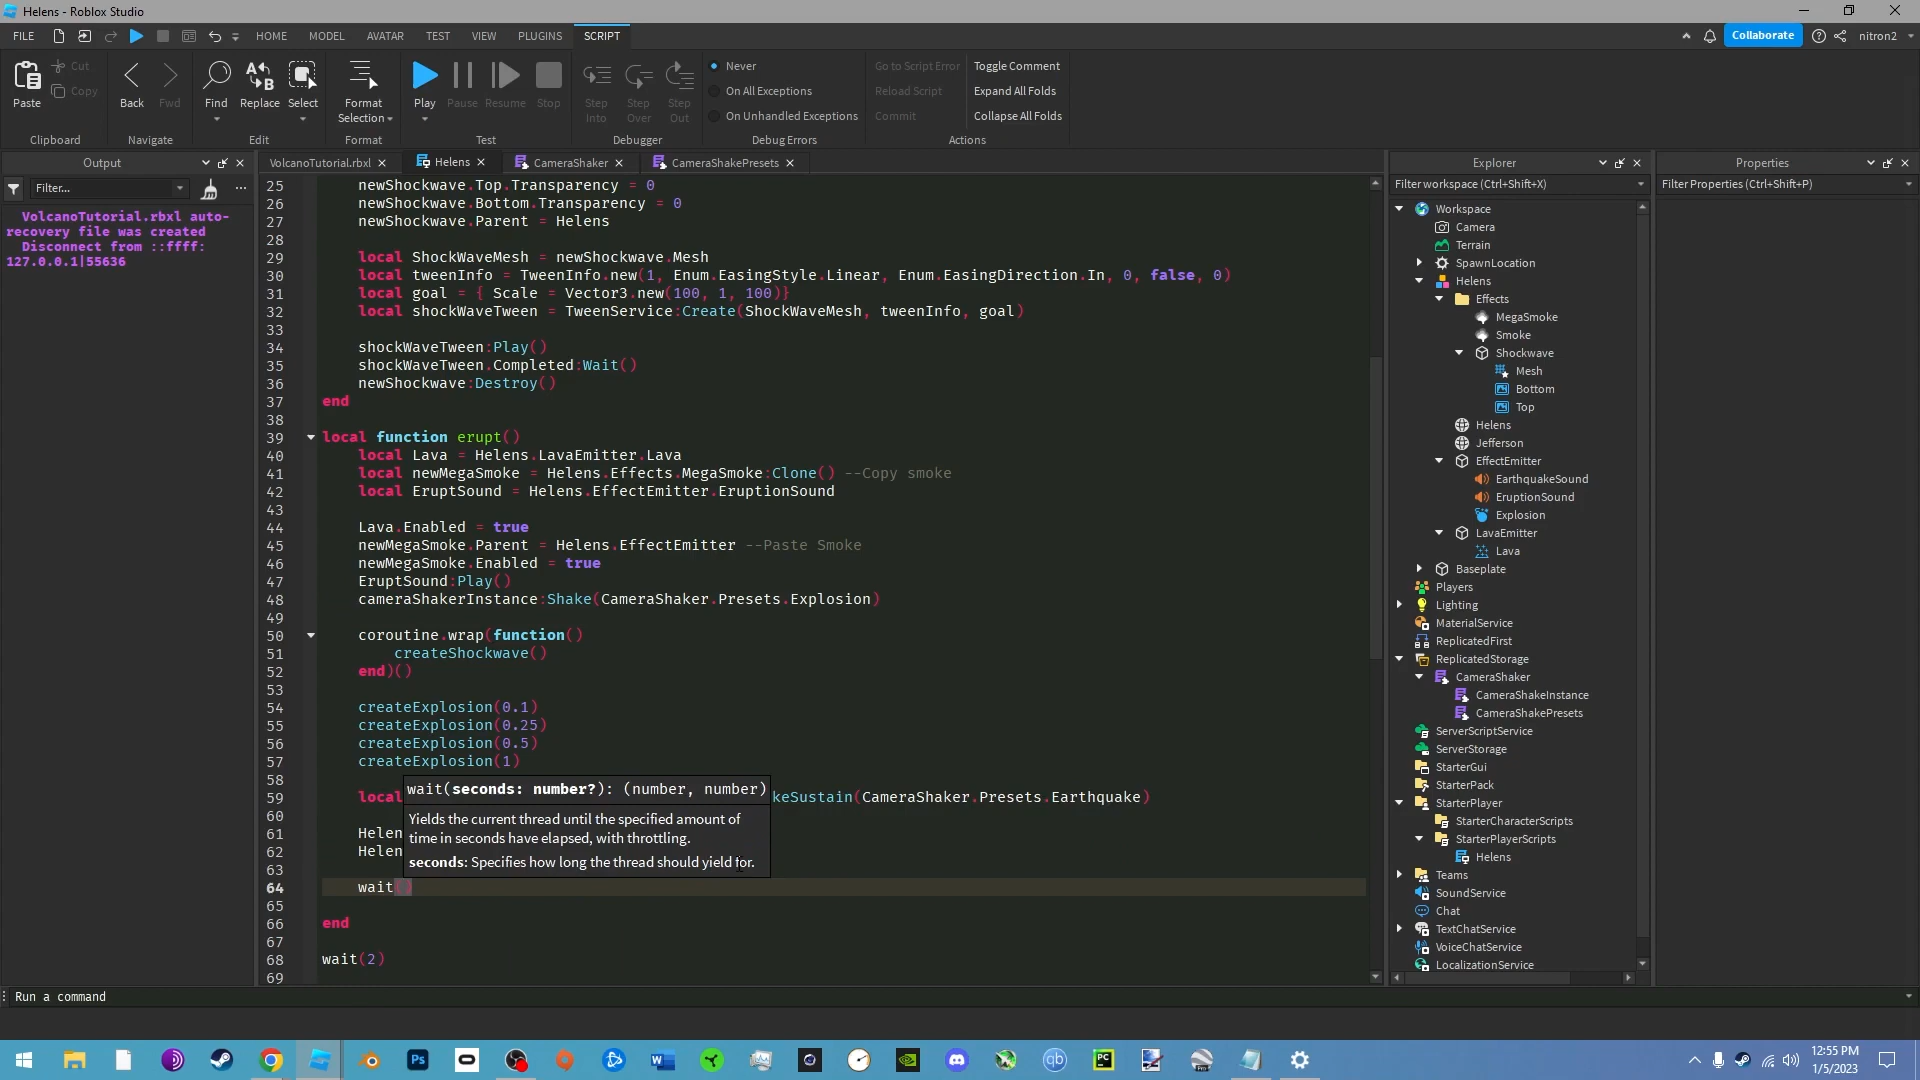 Helens - Roblox Studio
FILE HOME MODEL AVATAR TEST VIEW PLUGINS SCRIPT Collaborate nitron2
Paste Cut Copy Back Fwd Find Replace Select Format Selection Play Pause Resume Stop Step Into Step Over Step Out
Never Go to Script Error Toggle Comment
On All Exceptions Reload Script Expand All Folds
On Unhandled Exceptions Commit Collapse All Folds
Clipboard Navigate Edit Format Test Debugger Debug Errors Actions
Output VolcanoTutorial.rbxl Helens CameraShaker CameraShakePresets Explorer Properties
Filter...
VolcanoTutorial.rbxl auto-
recovery file was created
Disconnect from ::ffff:
127.0.0.1|55636
25 newShockwave.Top.Transparency = 0
26 newShockwave.Bottom.Transparency = 0
27 newShockwave.Parent = Helens
28
29 local ShockWaveMesh = newShockwave.Mesh
30 local tweenInfo = TweenInfo.new(1, Enum.EasingStyle.Linear, Enum.EasingDirection.In, 0, false, 0)
31 local goal = { Scale = Vector3.new(100, 1, 100)}
32 local shockWaveTween = TweenService:Create(ShockWaveMesh, tweenInfo, goal)
33
34 shockWaveTween:Play()
35 shockWaveTween.Completed:Wait()
36 newShockwave:Destroy()
37 end
38
39 local function erupt()
40 local Lava = Helens.LavaEmitter.Lava
41 local newMegaSmoke = Helens.Effects.MegaSmoke:Clone() --Copy smoke
42 local EruptSound = Helens.EffectEmitter.EruptionSound
43
44 Lava.Enabled = true
45 newMegaSmoke.Parent = Helens.EffectEmitter --Paste Smoke
46 newMegaSmoke.Enabled = true
47 EruptSound:Play()
48 cameraShakerInstance:Shake(CameraShaker.Presets.Explosion)
49
50 coroutine.wrap(function()
51 createShockwave()
52 end)()
53
54 createExplosion(0.1)
55 createExplosion(0.25)
56 createExplosion(0.5)
57 createExplosion(1)
58
wait(seconds: number?): (number, number)
59 local keSustain(CameraShaker.Presets.Earthquake)
60
Yields the current thread until the specified amount of
time in seconds have elapsed, with throttling.
seconds: Specifies how long the thread should yield for.
61 Helen
62 Helen
63
64 wait()
65
66 end
67
68 wait(2)
69
Filter workspace (Ctrl+Shift+X)
Workspace
Camera
Terrain
SpawnLocation
Helens
Effects
MegaSmoke
Smoke
Shockwave
Mesh
Bottom
Top
Helens
Jefferson
EffectEmitter
EarthquakeSound
EruptionSound
Explosion
LavaEmitter
Lava
Baseplate
Players
Lighting
MaterialService
ReplicatedFirst
ReplicatedStorage
CameraShaker
CameraShakeInstance
CameraShakePresets
ServerScriptService
ServerStorage
StarterGui
StarterPack
StarterPlayer
StarterCharacterScripts
StarterPlayerScripts
Helens
Teams
SoundService
Chat
TextChatService
VoiceChatService
LocalizationService
Filter Properties (Ctrl+Shift+P)
Run a command
12:55 PM
1/5/2023